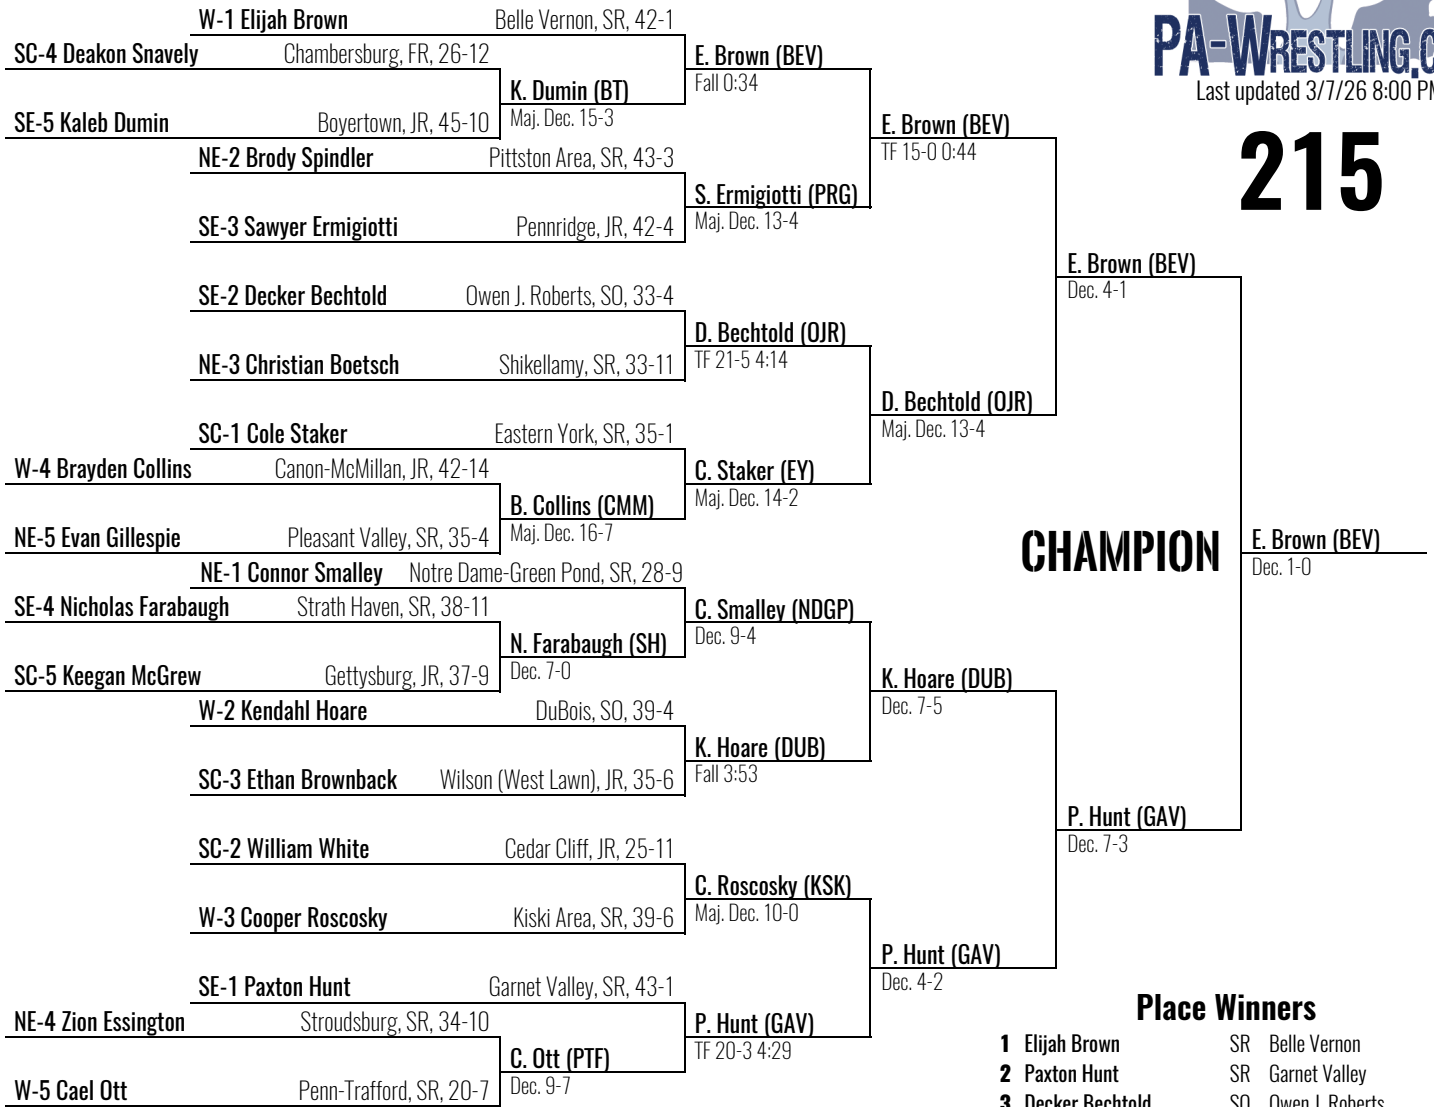 W-1 Elijah Brown Belle Vernon, SR, 42-1
SC-4 Deakon Snavely Chambersburg, FR, 26-12
E. Brown (BEV)
Fall 0:34
K. Dumin (BT)
Maj. Dec. 15-3
SE-5 Kaleb Dumin Boyertown, JR, 45-10
E. Brown (BEV)
TF 15-0 0:44
NE-2 Brody Spindler Pittston Area, SR, 43-3
S. Ermigiotti (PRG)
Maj. Dec. 13-4
SE-3 Sawyer Ermigiotti Pennridge, JR, 42-4
E. Brown (BEV)
Dec. 4-1
SE-2 Decker Bechtold Owen J. Roberts, SO, 33-4
D. Bechtold (OJR)
TF 21-5 4:14
NE-3 Christian Boetsch Shikellamy, SR, 33-11
D. Bechtold (OJR)
Maj. Dec. 13-4
SC-1 Cole Staker Eastern York, SR, 35-1
W-4 Brayden Collins Canon-McMillan, JR, 42-14
C. Staker (EY)
Maj. Dec. 14-2
B. Collins (CMM)
Maj. Dec. 16-7
NE-5 Evan Gillespie Pleasant Valley, SR, 35-4
CHAMPION
E. Brown (BEV)
Dec. 1-0
NE-1 Connor Smalley Notre Dame-Green Pond, SR, 28-9
SE-4 Nicholas Farabaugh Strath Haven, SR, 38-11
C. Smalley (NDGP)
Dec. 9-4
N. Farabaugh (SH)
Dec. 7-0
SC-5 Keegan McGrew Gettysburg, JR, 37-9
K. Hoare (DUB)
Dec. 7-5
W-2 Kendahl Hoare DuBois, SO, 39-4
K. Hoare (DUB)
Fall 3:53
SC-3 Ethan Brownback Wilson (West Lawn), JR, 35-6
P. Hunt (GAV)
Dec. 7-3
SC-2 William White Cedar Cliff, JR, 25-11
C. Roscosky (KSK)
Maj. Dec. 10-0
W-3 Cooper Roscosky Kiski Area, SR, 39-6
P. Hunt (GAV)
Dec. 4-2
SE-1 Paxton Hunt Garnet Valley, SR, 43-1
NE-4 Zion Essington Stroudsburg, SR, 34-10
P. Hunt (GAV)
TF 20-3 4:29
C. Ott (PTF)
Dec. 9-7
W-5 Cael Ott Penn-Trafford, SR, 20-7
PA-WRESTLING.C
Last updated 3/7/26 8:00 PM
215
Place Winners
1 Elijah Brown SR Belle Vernon
2 Paxton Hunt SR Garnet Valley
3 Decker Bechtold SO Owen J. Roberts